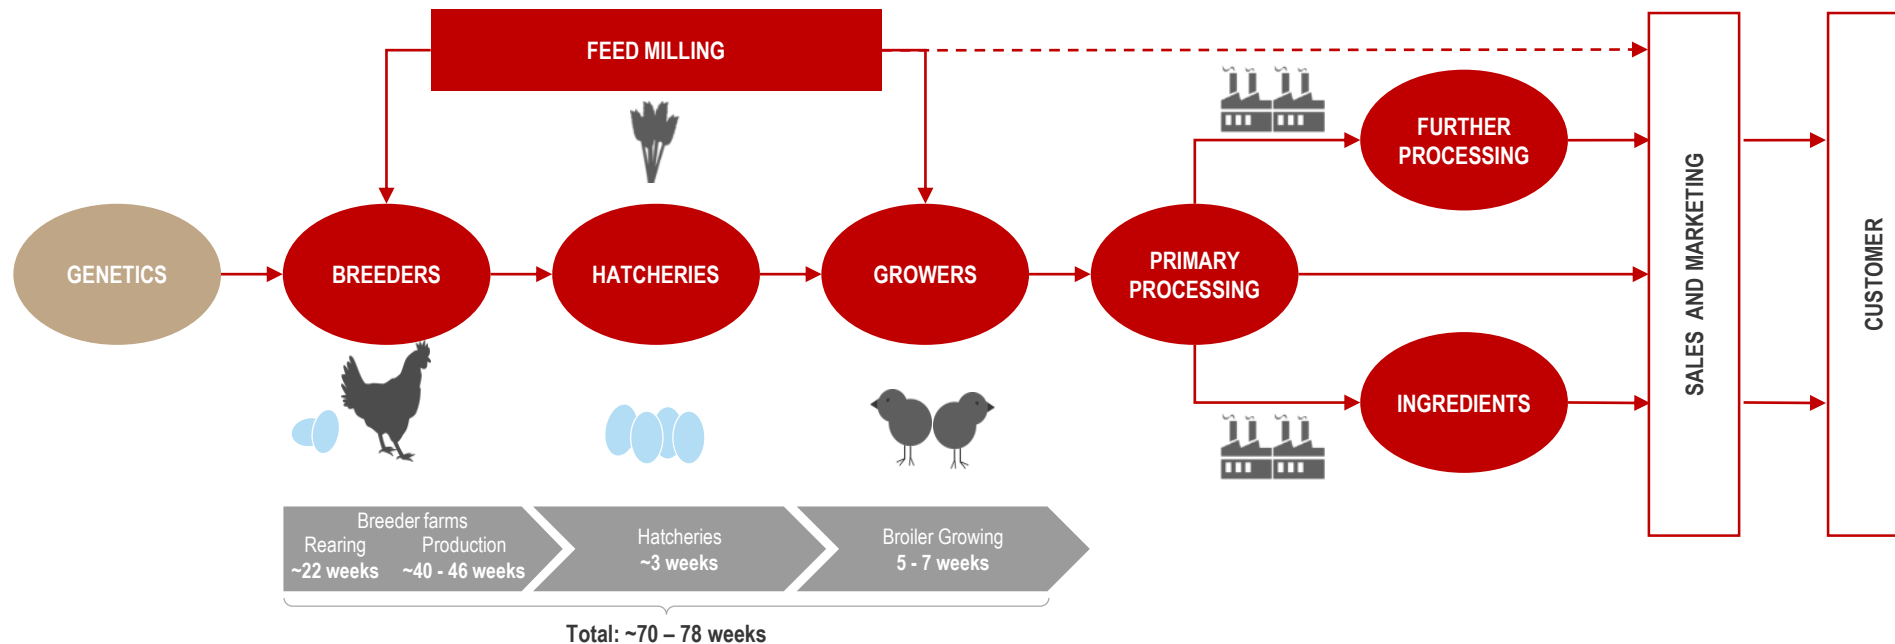 FEED MILLING
FURTHER
PROCESSING
GENETICS
BREEDERS
HATCHERIES
GROWERS
PRIMARY
PROCESSING
INGREDIENTS
SALES AND MARKETING
CUSTOMER
Breeder farms
Rearing
~22 weeks
Production
~40 - 46 weeks
Hatcheries
~3 weeks
Broiler Growing
5 - 7 weeks
Total: ~70 – 78 weeks